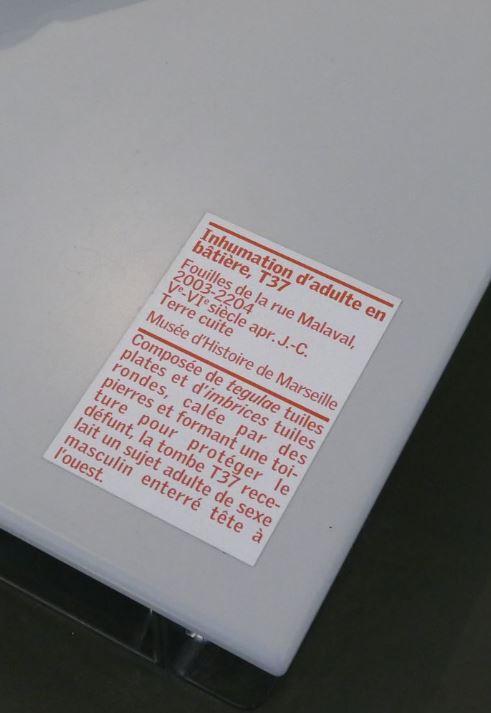 Inhumation d'adulte en
bâtière, T37
Fouilles de la rue Malaval,
2003-2204
Vᵉ-VIᵉ siècle apr. J.-C.
Terre cuite
Musée d'Histoire de Marseille
Composée de tegulae tuiles
plates et d'imbrices tuiles
rondes, calée par des
pierres et formant une toi-
ture pour protéger le
défunt, la tombe T37 rece-
lait un sujet adulte de sexe
masculin enterré tête à
l'ouest.